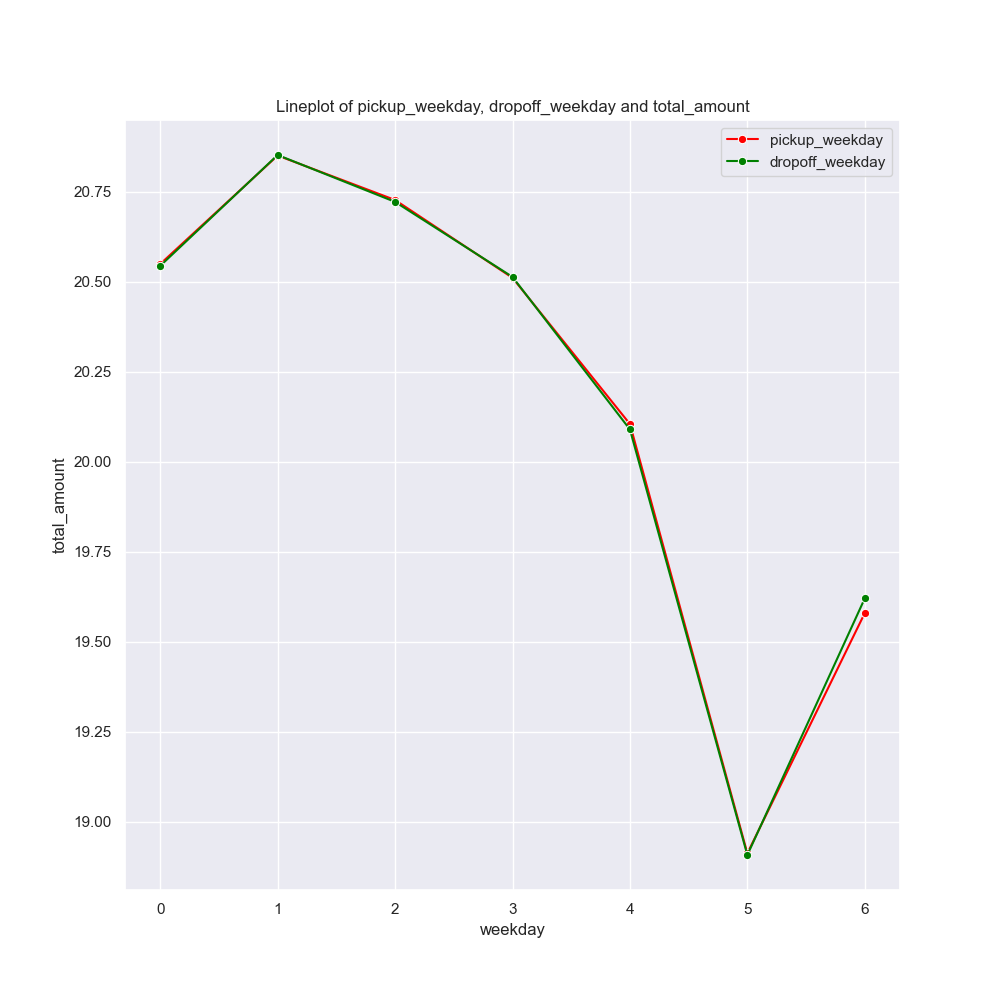 Lineplot of pickup_weekday, dropoff_weekday and total_amount
pickup_weekday
dropoff_weekday
total_amount
20.75
20.50
20.25
20.00
19.75
19.50
19.25
19.00
0 1 2 3 4 5 6
weekday